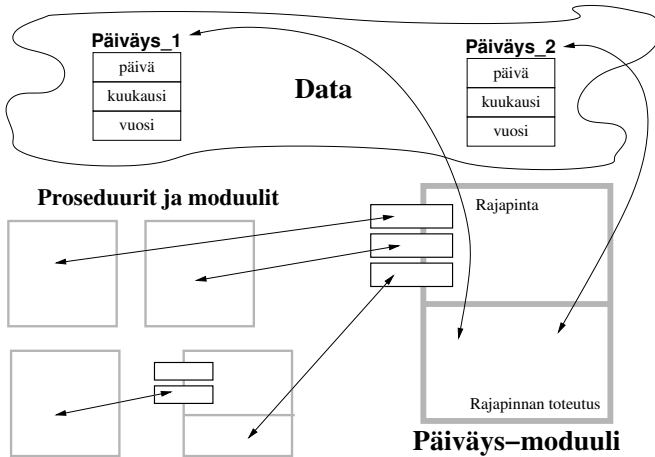 Päiväys_1
päivä
kuukausi
vuosi
Data
Päiväys_2
päivä
kuukausi
vuosi
Proseduurit ja moduulit
Rajapinta
Rajapinnan toteutus
Päiväys–moduuli